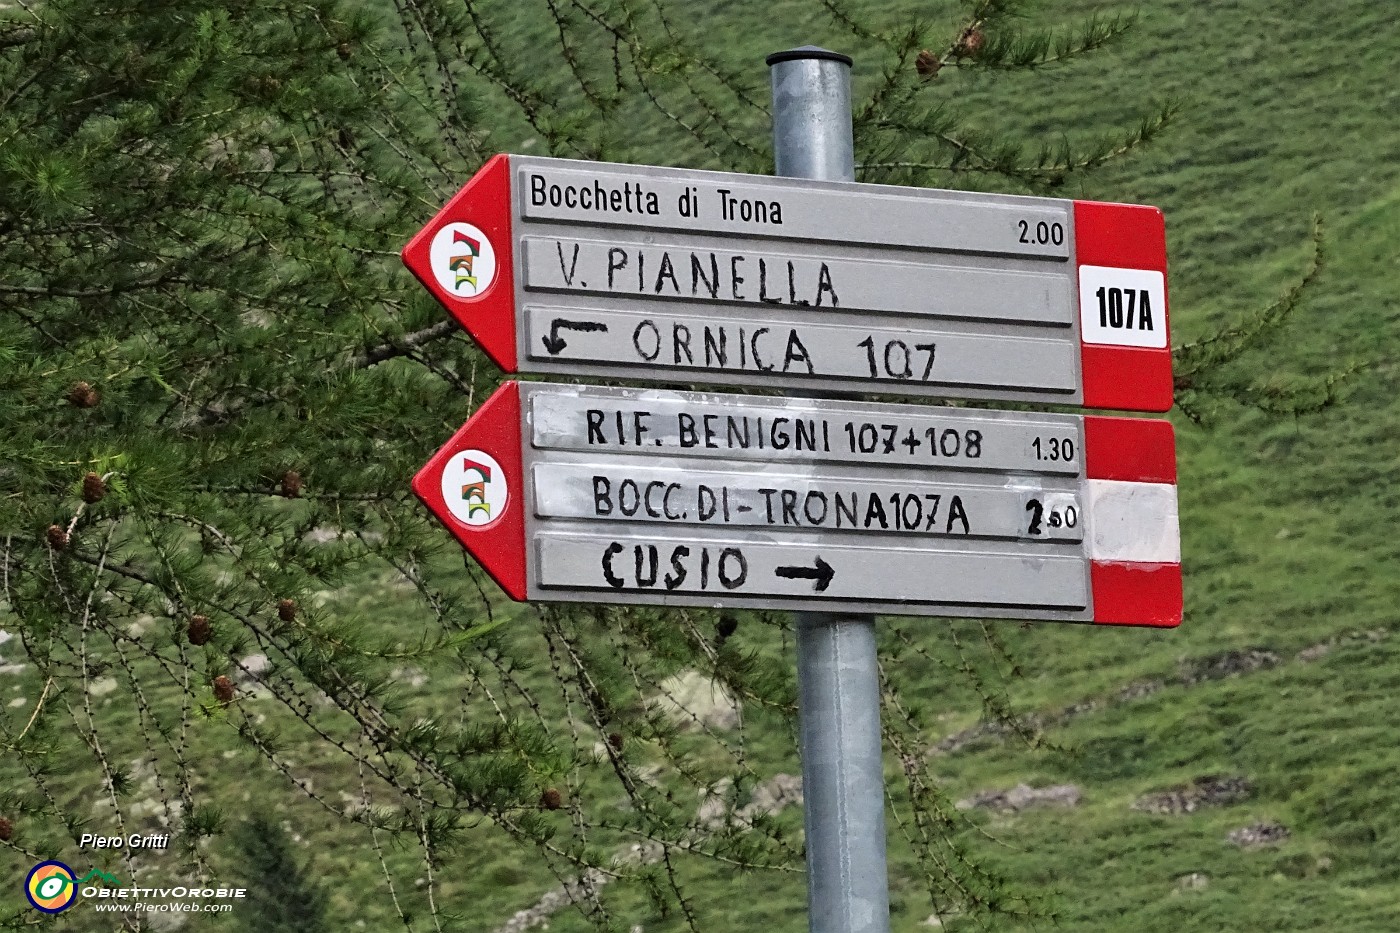 Bocchetta di Trona 2.00
V. PIANELLA
ORNICA 107
107A
RIF. BENIGNI 107+108 1.30
BOCC. DI-TRONA 107A
CUSIO →
Piero Gritti
OBIETTIVOROBIE
www.PieroWeb.com